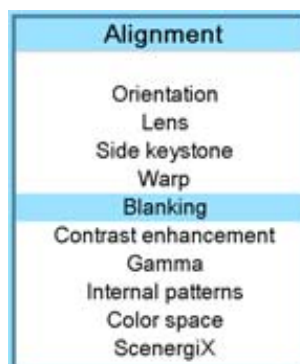 Alignment
Orientation
Lens
Side keystone
Warp
Blanking
Contrast enhancement
Gamma
Internal patterns
Color space
ScenergiX